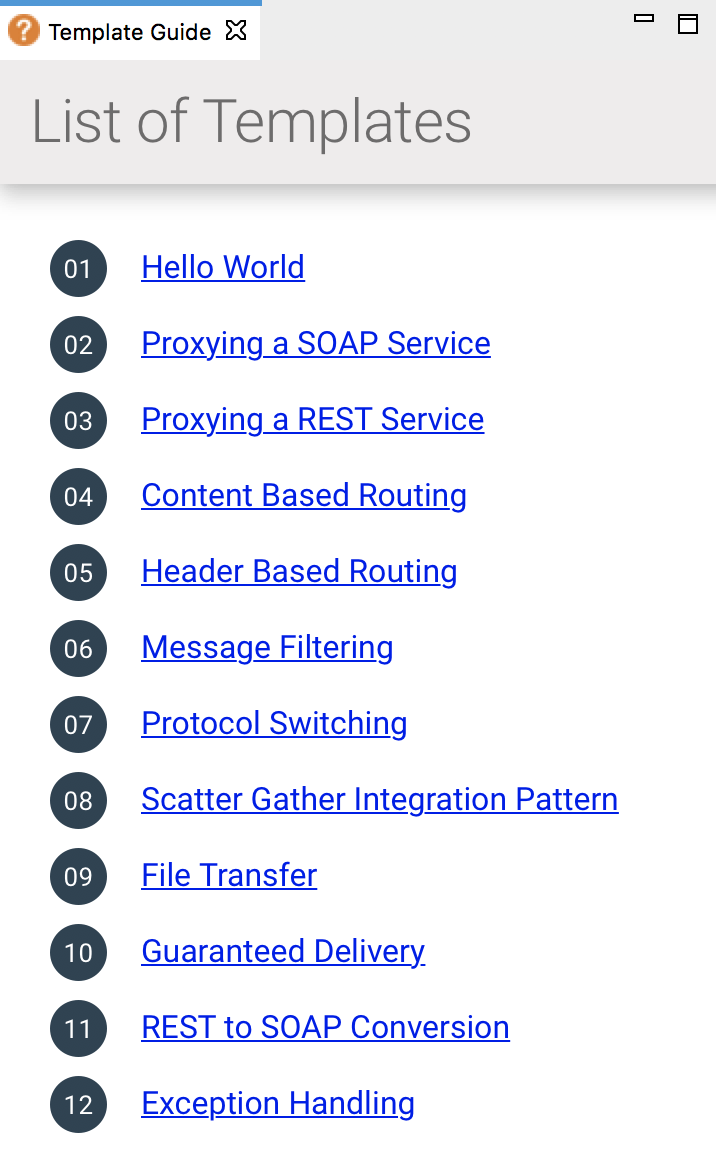 Template Guide
List of Templates
01 Hello World
02 Proxying a SOAP Service
03 Proxying a REST Service
04 Content Based Routing
05 Header Based Routing
06 Message Filtering
07 Protocol Switching
08 Scatter Gather Integration Pattern
09 File Transfer
10 Guaranteed Delivery
11 REST to SOAP Conversion
12 Exception Handling